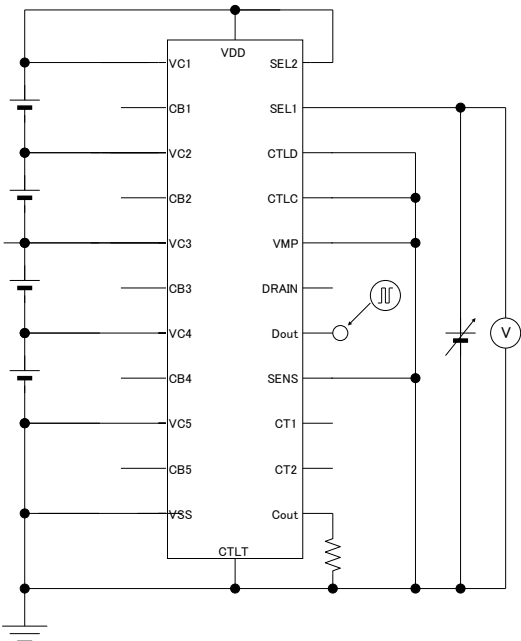 VDD
VC1
SEL2
CB1
SEL1
VC2
CTLD
CB2
CTLC
VC3
VMP
CB3
DRAIN
VC4
Dout
V
CB4
SENS
VC5
CT1
CB5
CT2
VSS
Cout
CTLT